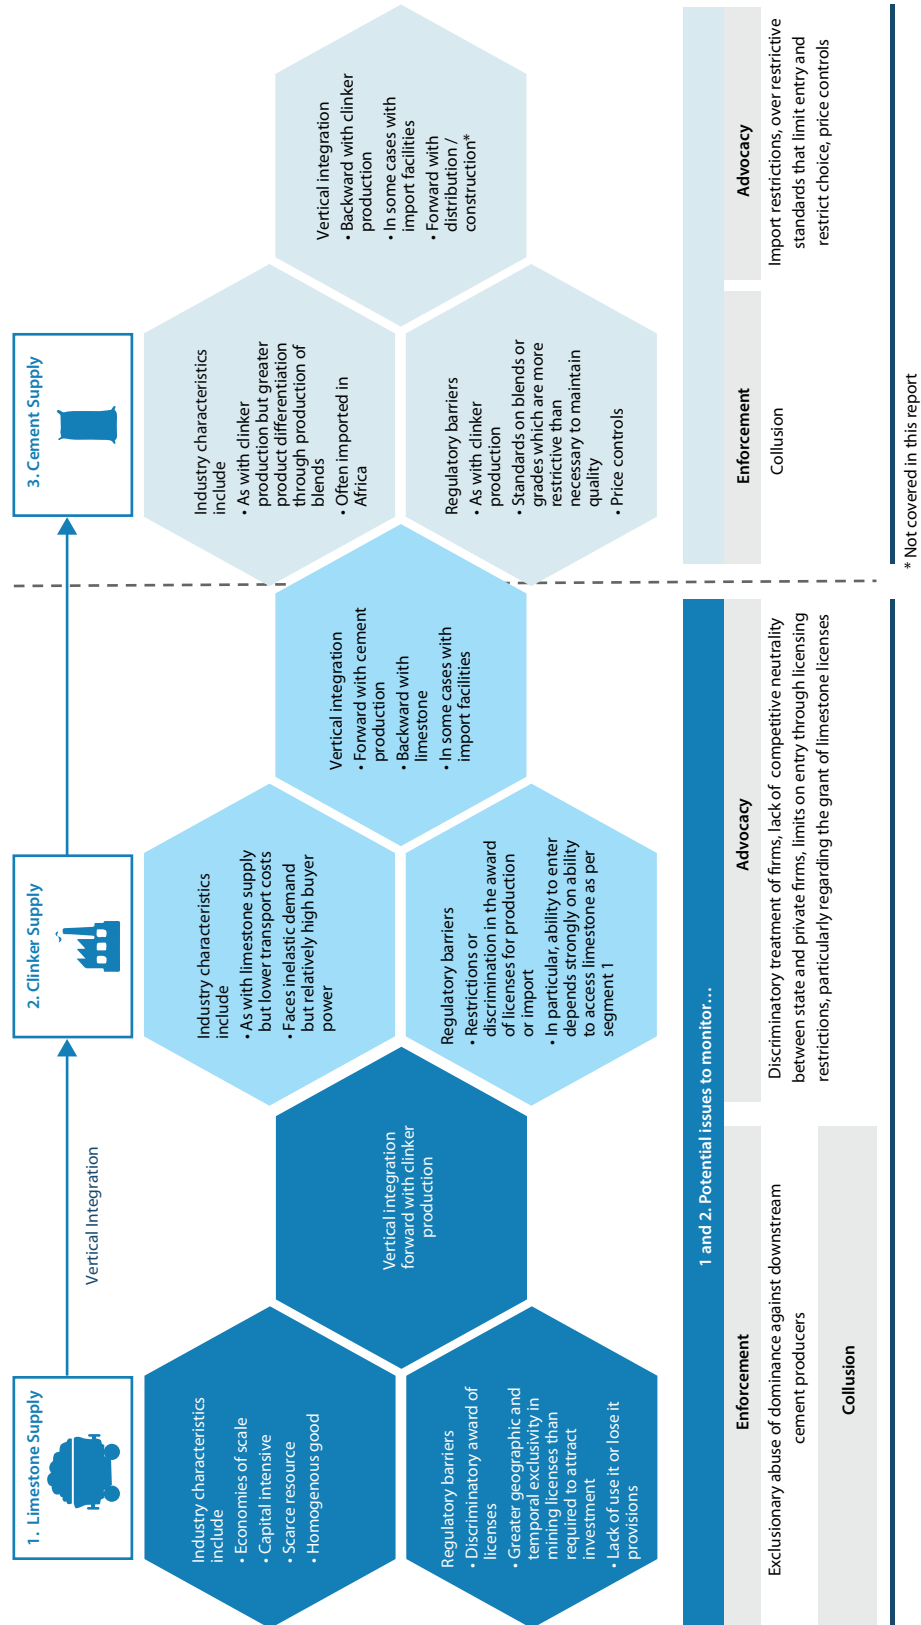 1. Limestone Supply
Vertical Integration
2. Clinker Supply
3. Cement Supply
Industry characteristics
include
• Economies of scale
• Capital intensive
• Scarce resource
• Homogenous good
Regulatory barriers
• Discriminatory award of
licenses
• Greater geographic and
temporal exclusivity in
mining licenses than
required to attract
investment
• Lack of use it or lose it
provisions
Vertical integration
forward with clinker
production
Industry characteristics
include
• As with limestone supply
but lower transport costs
• Faces inelastic demand
but relatively high buyer
power
Regulatory barriers
• Restrictions or
discrimination in the award
of licenses for production
or import
• In particular, ability to enter
depends strongly on ability
to access limestone as per
segment 1
Vertical integration
• Forward with cement
production
• Backward with
limestone
• In some cases with
import facilities
Industry characteristics
include
• As with clinker
production but greater
product differentiation
through production of
blends
• Often imported in
Africa
Regulatory barriers
• As with clinker
production
• Standards on blends or
grades which are more
restrictive than
necessary to maintain
quality
• Price controls
Vertical integration
• Backward with clinker
production
• In some cases with
import facilities
• Forward with
distribution /
construction*
1 and 2. Potential issues to monitor…
Enforcement
Exclusionary abuse of dominance against downstream
cement producers
Collusion
Advocacy
Discriminatory treatment of firms, lack of competitive neutrality
between state and private firms, limits on entry through licensing
restrictions, particularly regarding the grant of limestone licenses
Enforcement
Collusion
Advocacy
Import restrictions, over restrictive
standards that limit entry and
restrict choice, price controls
* Not covered in this report